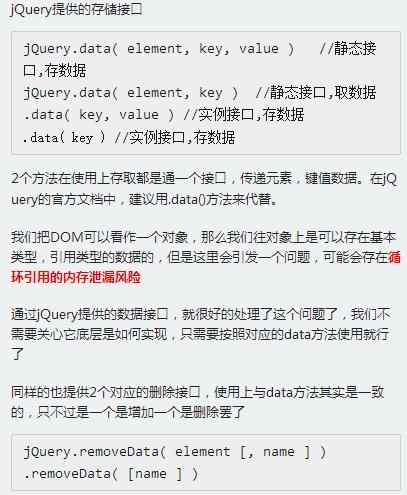 jQuery提供的存储接口
jQuery.data( element, key, value )   //静态接
口,存数据
jQuery.data( element, key )  //静态接口,取数据
.data( key, value ) //实例接口,存数据
.data( key ) //实例接口,存数据
2个方法在使用上存取都是通一个接口，传递元素，键值数据。在jQ
uery的官方文档中，建议用.data()方法来代替。
我们把DOM可以看作一个对象，那么我们往对象上是可以存在基本
类型，引用类型的数据的，但是这里会引发一个问题，可能会存在循
环引用的内存泄漏风险
通过jQuery提供的数据接口，就很好的处理了这个问题了，我们不
需要关心它底层是如何实现，只需要按照对应的data方法使用就行
了
同样的也提供2个对应的删除接口，使用上与data方法其实是一致
的，只不过是一个是增加一个是删除罢了
jQuery.removeData( element [, name ] )
.removeData( [name ] )